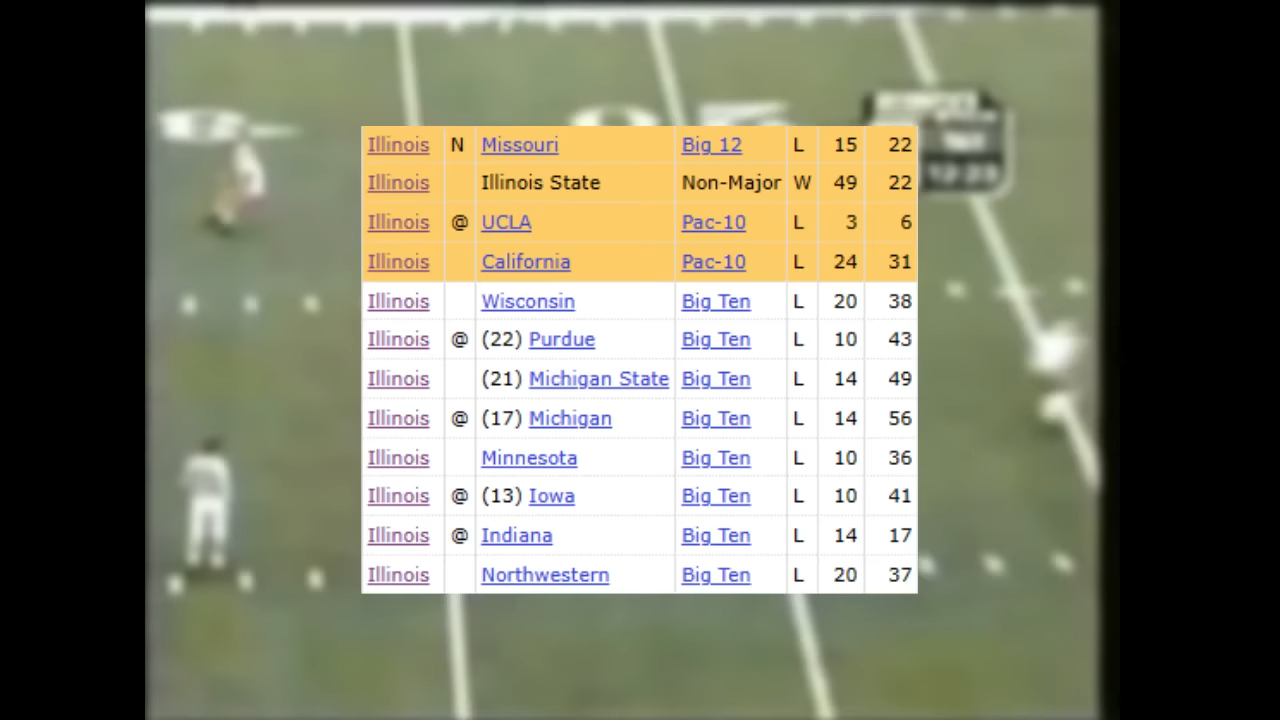 Illinois N Missouri Big 12 L 15 22
Illinois Illinois State Non-Major W 49 22
Illinois @ UCLA Pac-10 L 3 6
Illinois California Pac-10 L 24 31
Illinois Wisconsin Big Ten L 20 38
Illinois @ (22) Purdue Big Ten L 10 43
Illinois (21) Michigan State Big Ten L 14 49
Illinois @ (17) Michigan Big Ten L 14 56
Illinois Minnesota Big Ten L 10 36
Illinois @ (13) Iowa Big Ten L 10 41
Illinois @ Indiana Big Ten L 14 17
Illinois Northwestern Big Ten L 20 37